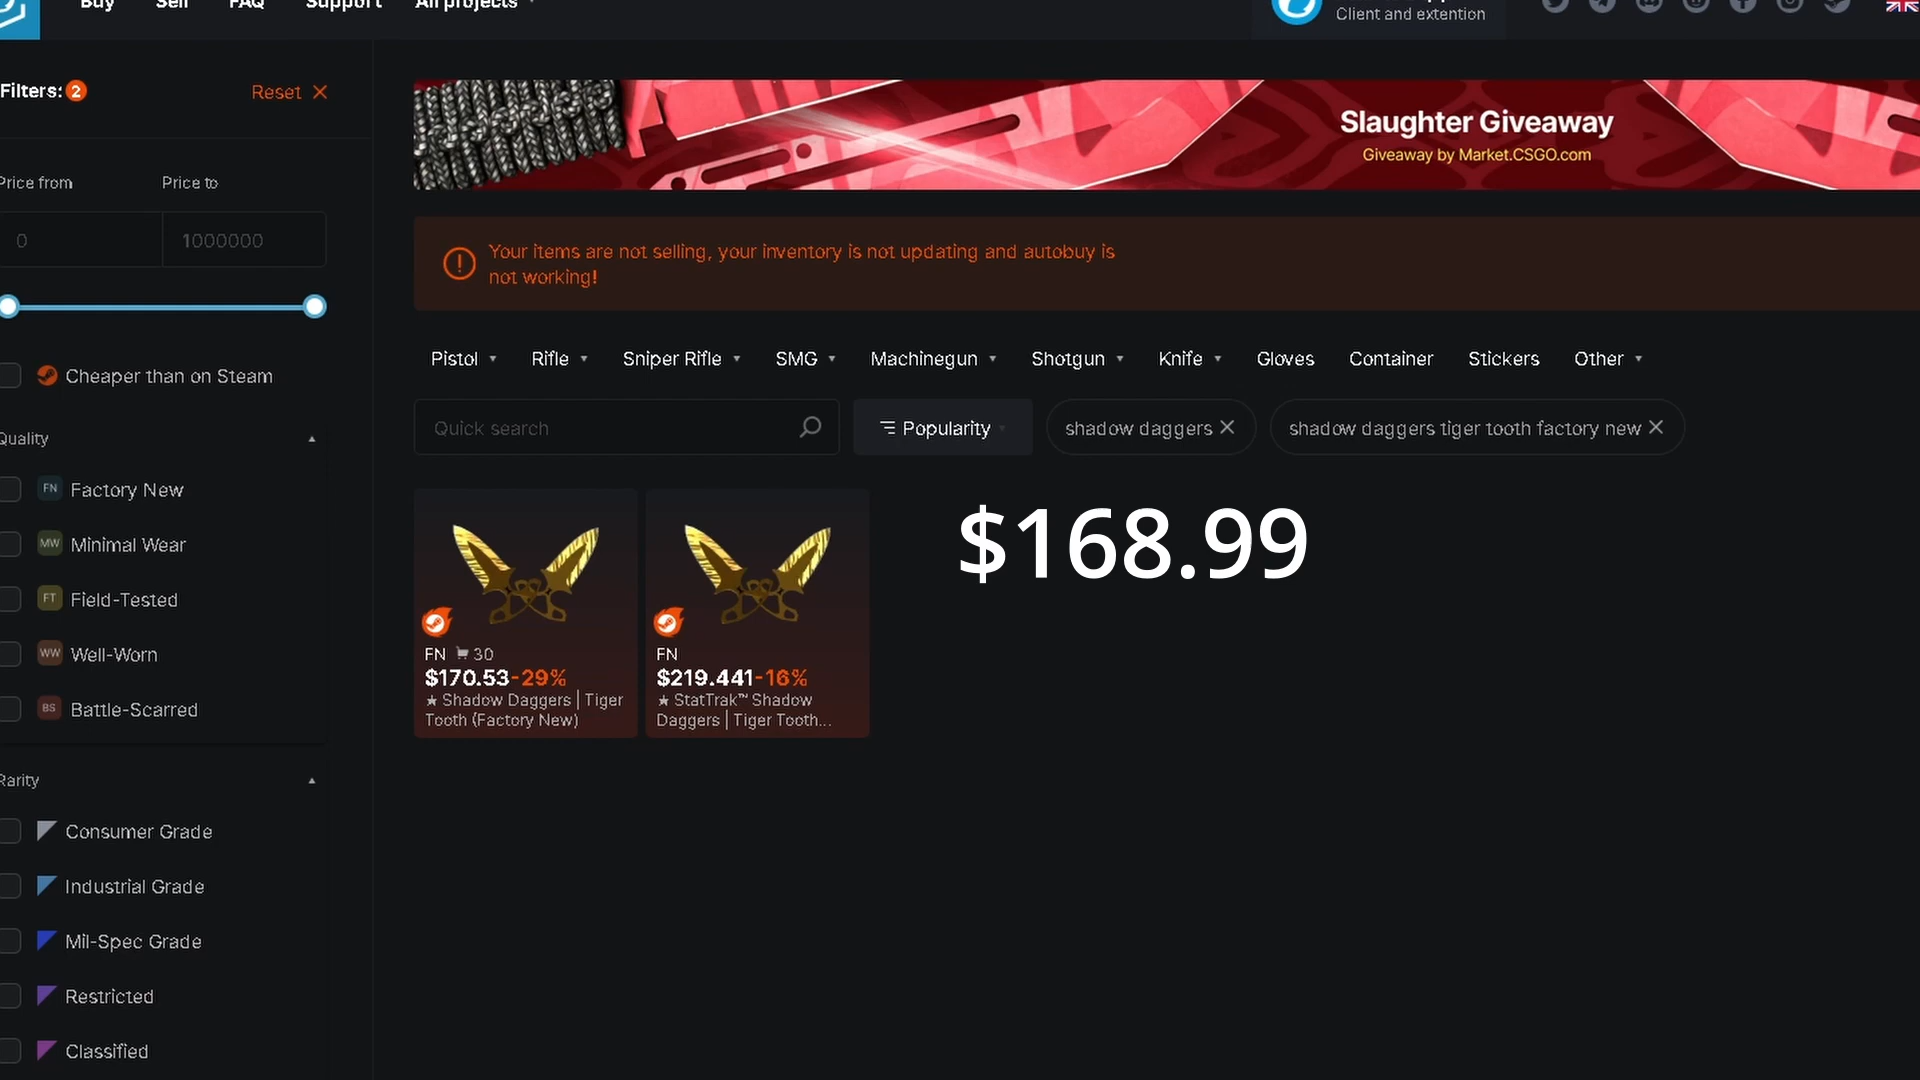 Buy Sell FAQ Support All projects
Client and extention
Filters: 2 Reset
Slaughter Giveaway
Giveaway by Market.CSGO.com
Price from Price to
0 1000000
Your items are not selling, your inventory is not updating and autobuy is
not working!
Cheaper than on Steam
Pistol Rifle Sniper Rifle SMG Machinegun Shotgun Knife Gloves Container Stickers Other
Quick search Popularity shadow daggers shadow daggers tiger tooth factory new
Quality
FN Factory New
MW Minimal Wear
FT Field-Tested
WW Well-Worn
BS Battle-Scarred
$168.99
FN 30
$170.53-29%
★ Shadow Daggers | Tiger
Tooth (Factory New)
FN
$219.441-16%
★ StatTrak™ Shadow
Daggers | Tiger Tooth...
Rarity
Consumer Grade
Industrial Grade
Mil-Spec Grade
Restricted
Classified